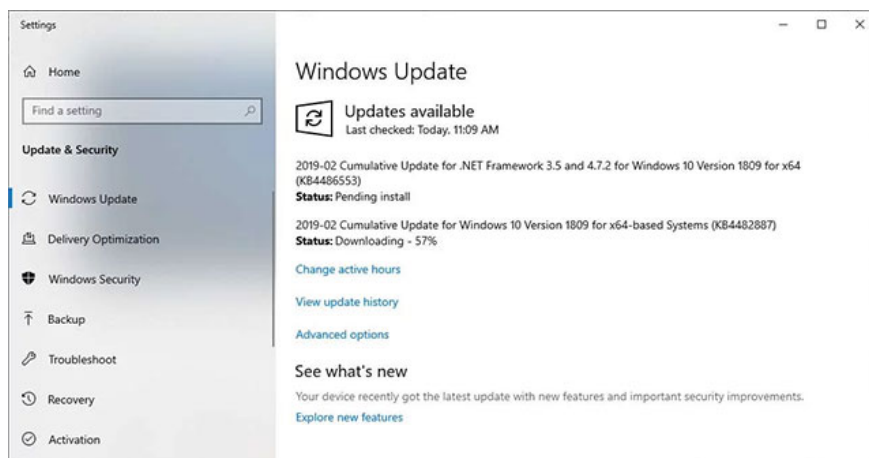 Settings
Home
Find a setting
Update & Security
Windows Update
Delivery Optimization
Windows Security
Backup
Troubleshoot
Recovery
Activation
Windows Update
Updates available
Last checked: Today, 11:09 AM
2019-02 Cumulative Update for .NET Framework 3.5 and 4.7.2 for Windows 10 Version 1809 for x64
(KB4486553)
Status: Pending install
2019-02 Cumulative Update for Windows 10 Version 1809 for x64-based Systems (KB4482887)
Status: Downloading - 57%
Change active hours
View update history
Advanced options
See what's new
Your device recently got the latest update with new features and important security improvements.
Explore new features